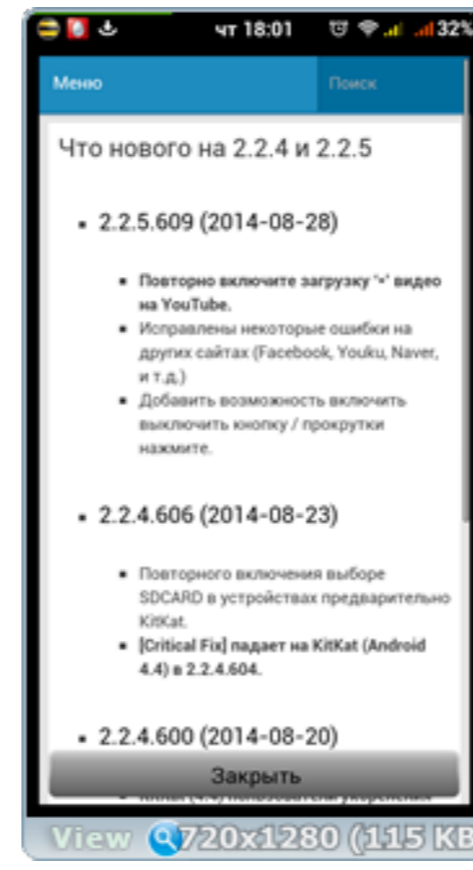 чт 18:01 32%
Меню Поиск
Что нового на 2.2.4 и 2.2.5
2.2.5.609 (2014-08-28)
Повторно включите загрузку "*" видео
на YouTube.
Исправлены некоторые ошибки на
других сайтах (Facebook, Youku, Naver,
и т.д.)
Добавить возможность включить
выключить кнопку / прокрутки
нажмите.
2.2.4.606 (2014-08-23)
Повторного включения выборе
SDCARD в устройствах предварительно
KitKat.
[Critical Fix] падает на KitKat (Android
4.4) в 2.2.4.604.
2.2.4.600 (2014-08-20)
Закрыть
View 720x1280 (115 KB